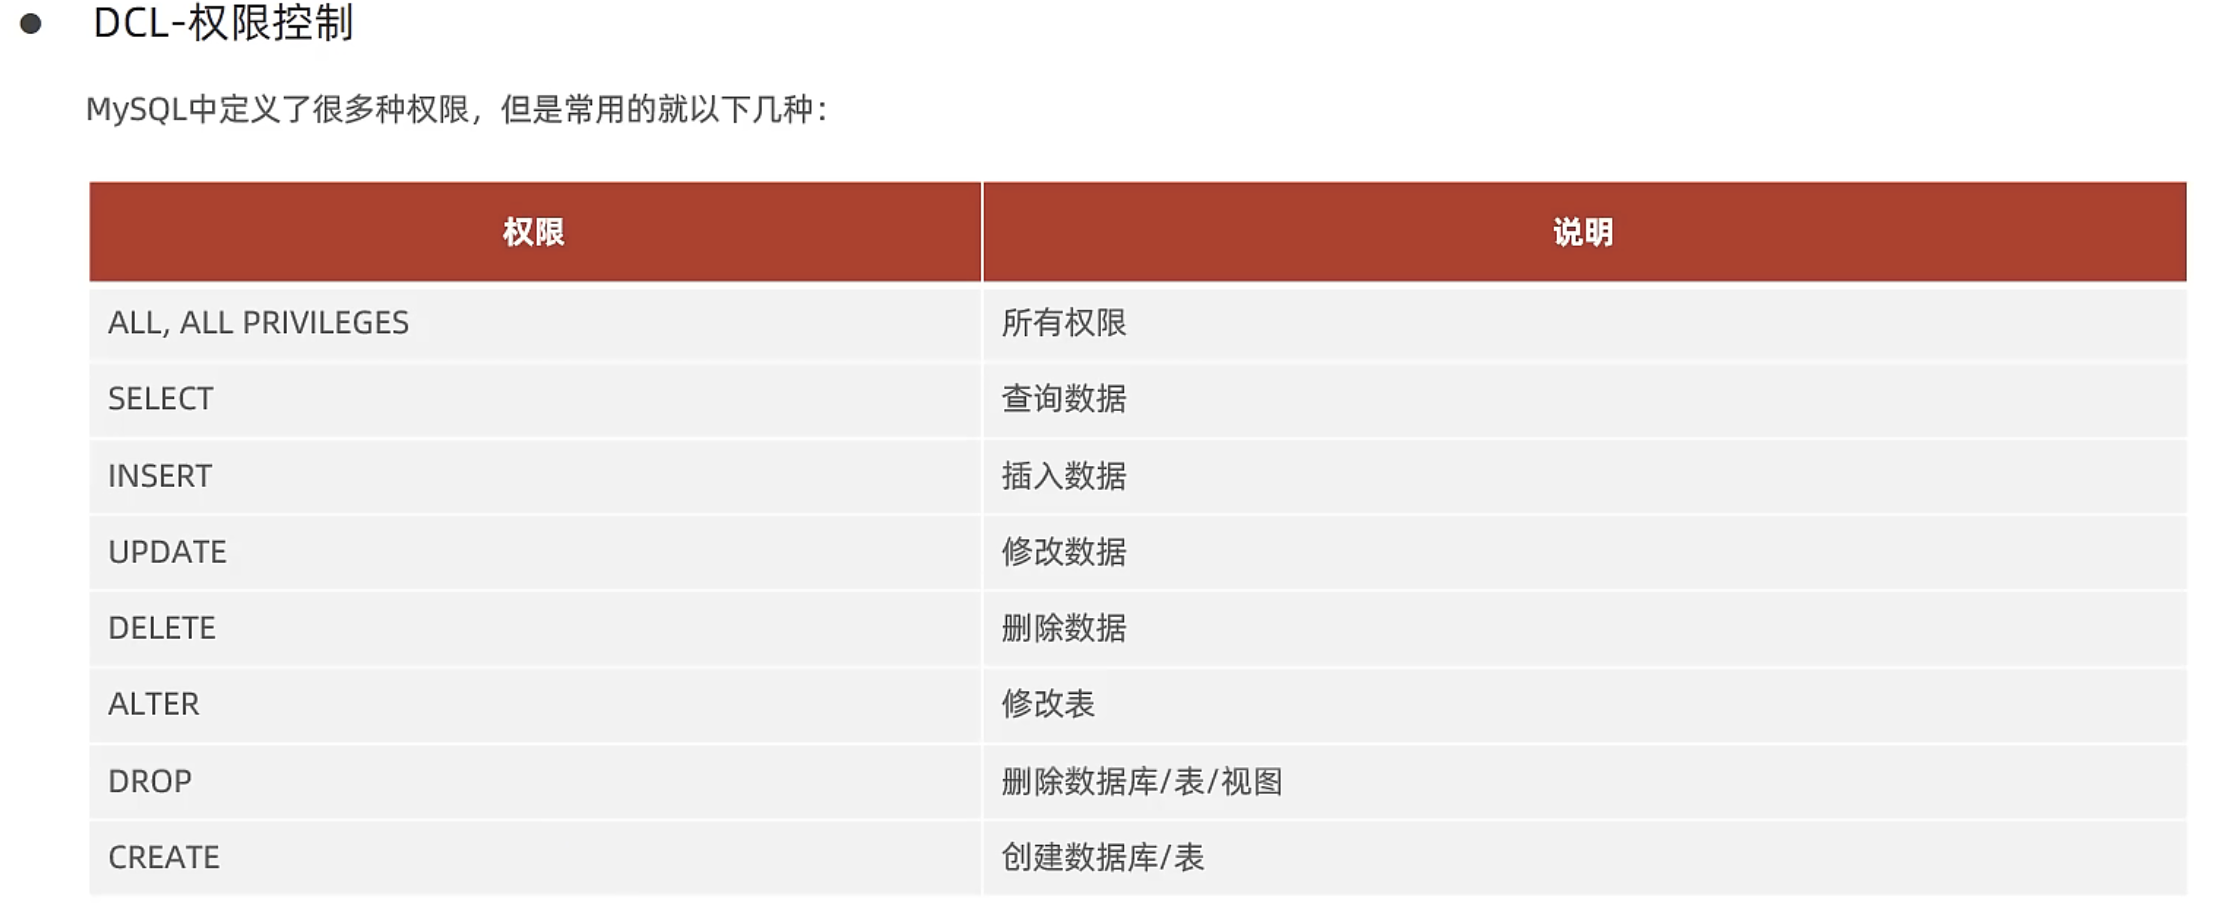 ● DCL-权限控制
MySQL中定义了很多种权限，但是常用的就以下几种：
权限 说明
ALL, ALL PRIVILEGES 所有权限
SELECT 查询数据
INSERT 插入数据
UPDATE 修改数据
DELETE 删除数据
ALTER 修改表
DROP 删除数据库/表/视图
CREATE 创建数据库/表